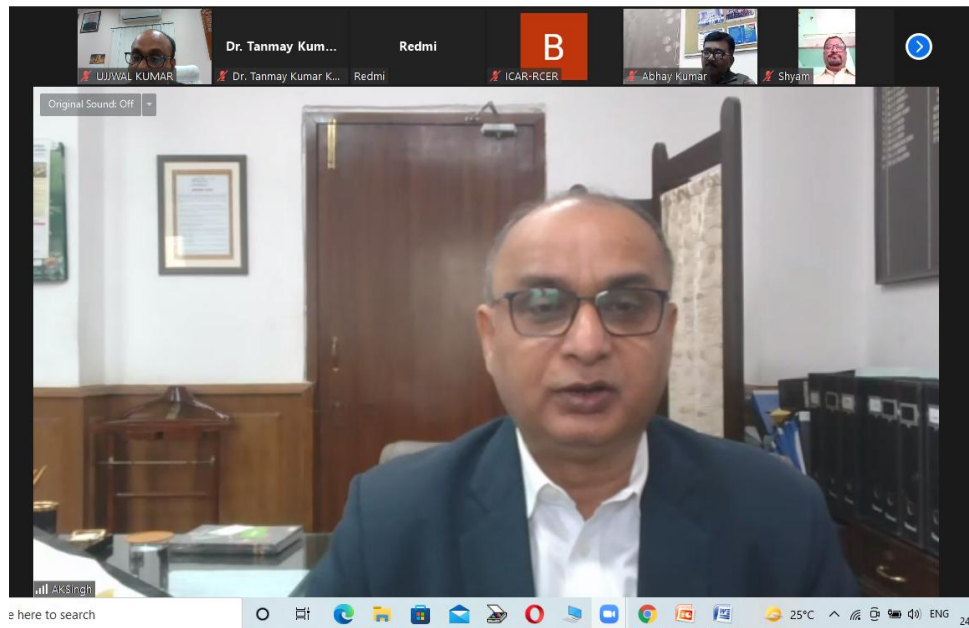 Dr. Tanmay Kum...
Redmi
B
UJJWAL KUMAR
Dr. Tanmay Kumar K...
Redmi
ICAR-RCER
Abhay Kumar
Shyam
Original Sound: Off
AKSingh
e here to search
25°C
ENG
24